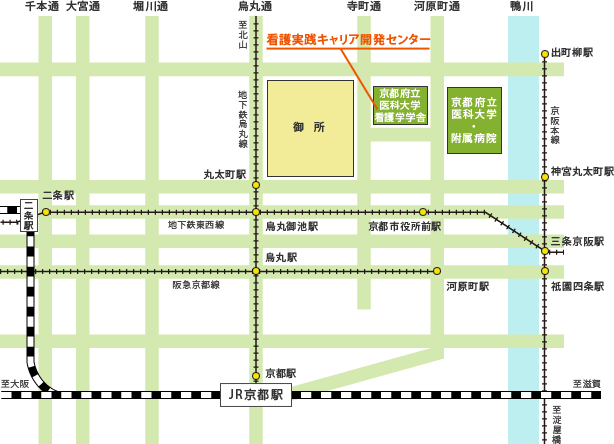 千本通 大宮通 堀川通 烏丸通 寺町通 河原町通 鴨川
至北山
看護実践キャリア開発センター
出町柳駅
地下鉄烏丸線
御 所
京都府立
医科大学
看護学学舎
京都府立
医科大学
・
附属病院
京阪本線
丸太町駅
神宮丸太町駅
二条駅
二条駅
地下鉄東西線
烏丸御池駅
京都市役所前駅
三条京阪駅
烏丸駅
阪急京都線
河原町駅
祇園四条駅
京都駅
至大阪
JR京都駅
至滋賀
至淀屋橋